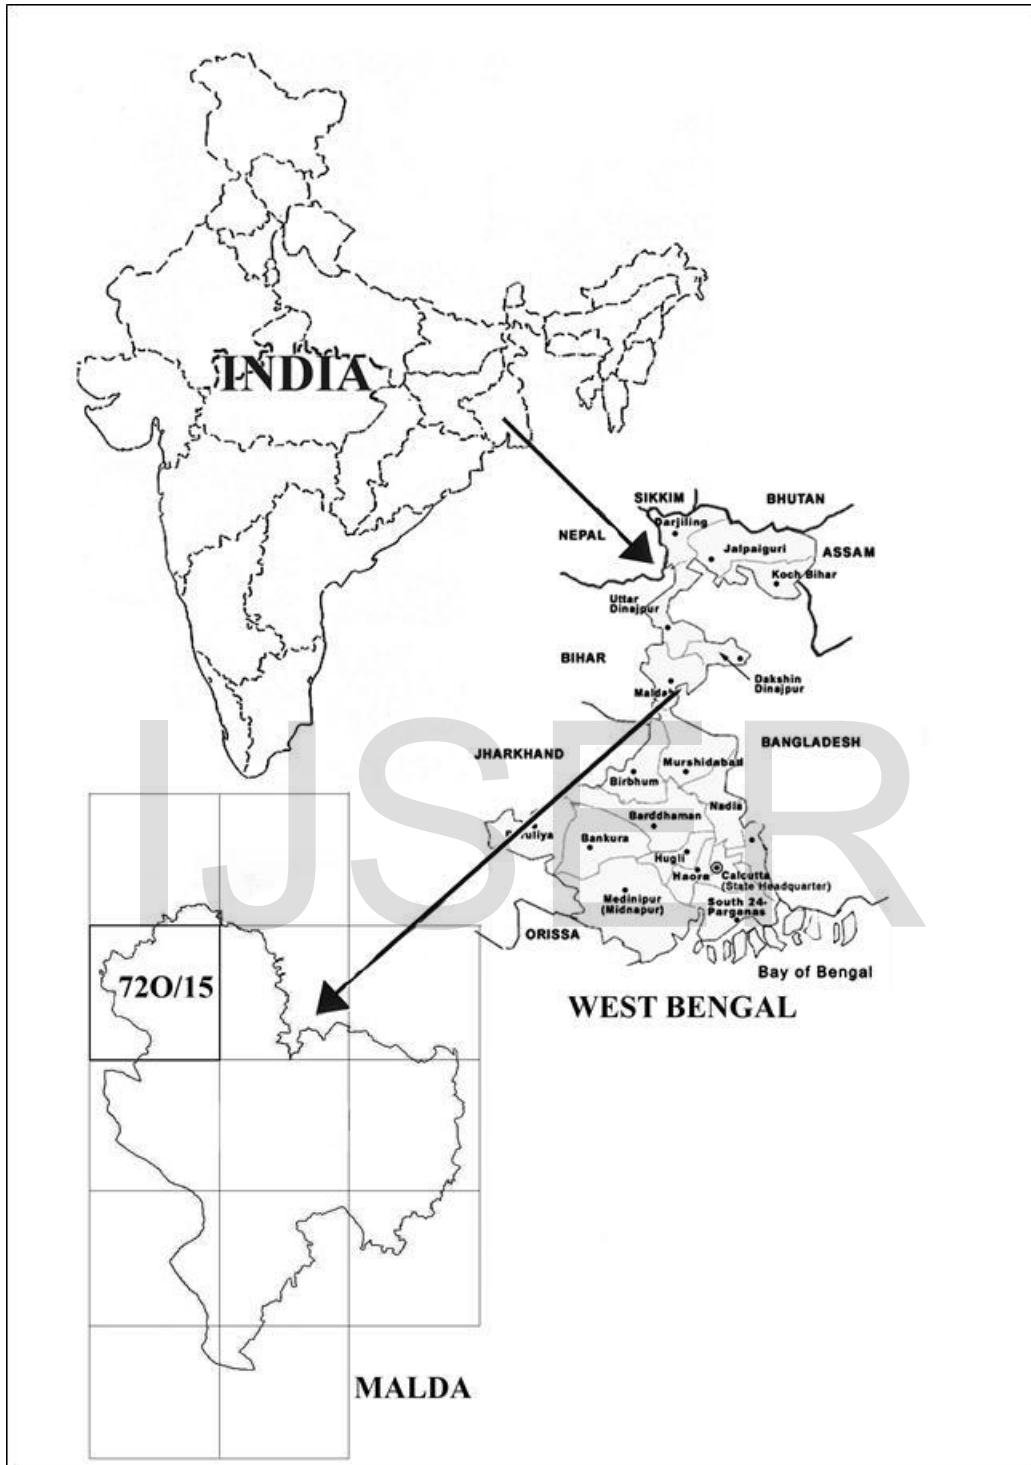 INDIA
SIKKIM
BHUTAN
Darjiling
NEPAL
Jalpaiguri
ASSAM
Koch Bihar
Uttar
Dinajpur
BIHAR
Dakshin
Dinajpur
Maldah
IJSER
BANGLADESH
JHARKHAND
Murshidabad
Birbhum
Nadia
Barddhaman
Bankura
Hugli
Haora
Calcutta
(State Headquarter)
Medinipur
(Midnapur)
South 24-
Parganas
ORISSA
Bay of Bengal
72O/15
WEST BENGAL
MALDA